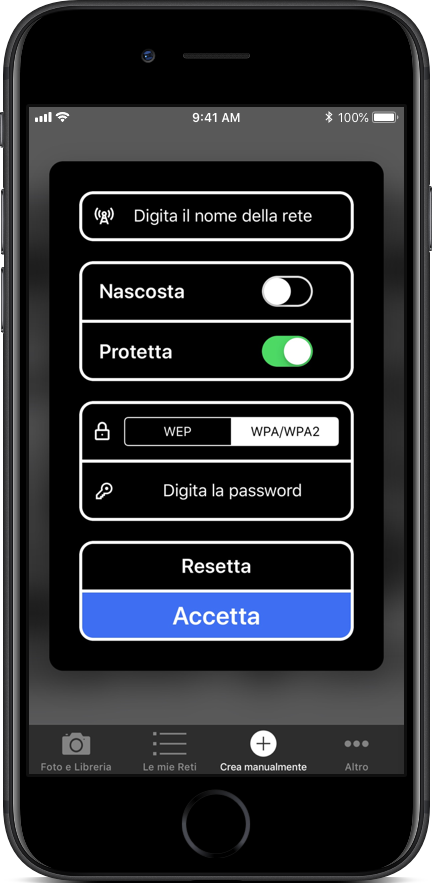 9:41 AM 100%
Digita il nome della rete
Nascosta
Protetta
WEP WPA/WPA2
Digita la password
Resetta
Accetta
Foto e Libreria Le mie Reti Crea manualmente Altro